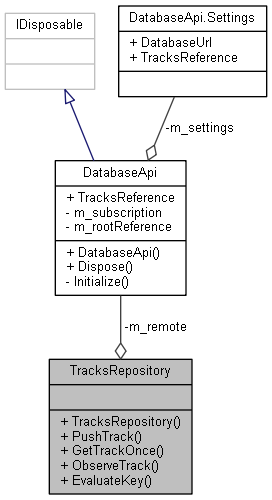 IDisposable
DatabaseApi.Settings
+ DatabaseUrl
+ TracksReference
-m_settings
DatabaseApi
+ TracksReference
- m_subscription
- m_rootReference
+ DatabaseApi()
+ Dispose()
- Initialize()
-m_remote
TracksRepository
+ TracksRepository()
+ PushTrack()
+ GetTrackOnce()
+ ObserveTrack()
+ EvaluateKey()